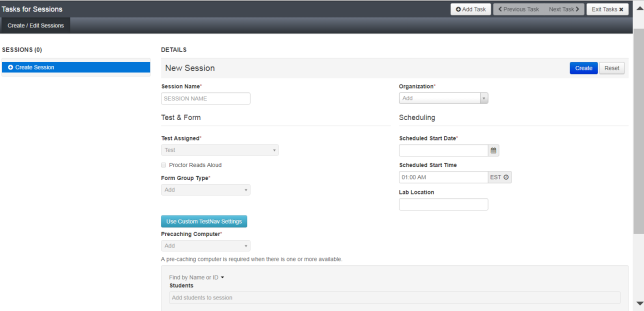 Tasks for Sessions
Add Task
Previous Task
Next Task
Exit Tasks
Create / Edit Sessions
SESSIONS (0)
DETAILS
Create Session
New Session
Create
Reset
Session Name*
Organization*
SESSION NAME
Add
Test & Form
Scheduling
Test Assigned*
Scheduled Start Date*
Test
Proctor Reads Aloud
Scheduled Start Time
Form Group Type*
01:00 AM
EST
Add
Lab Location
Use Custom TestNav Settings
Precaching Computer*
Add
A pre-caching computer is required when there is one or more available.
Find by Name or ID
Students
Add students to session